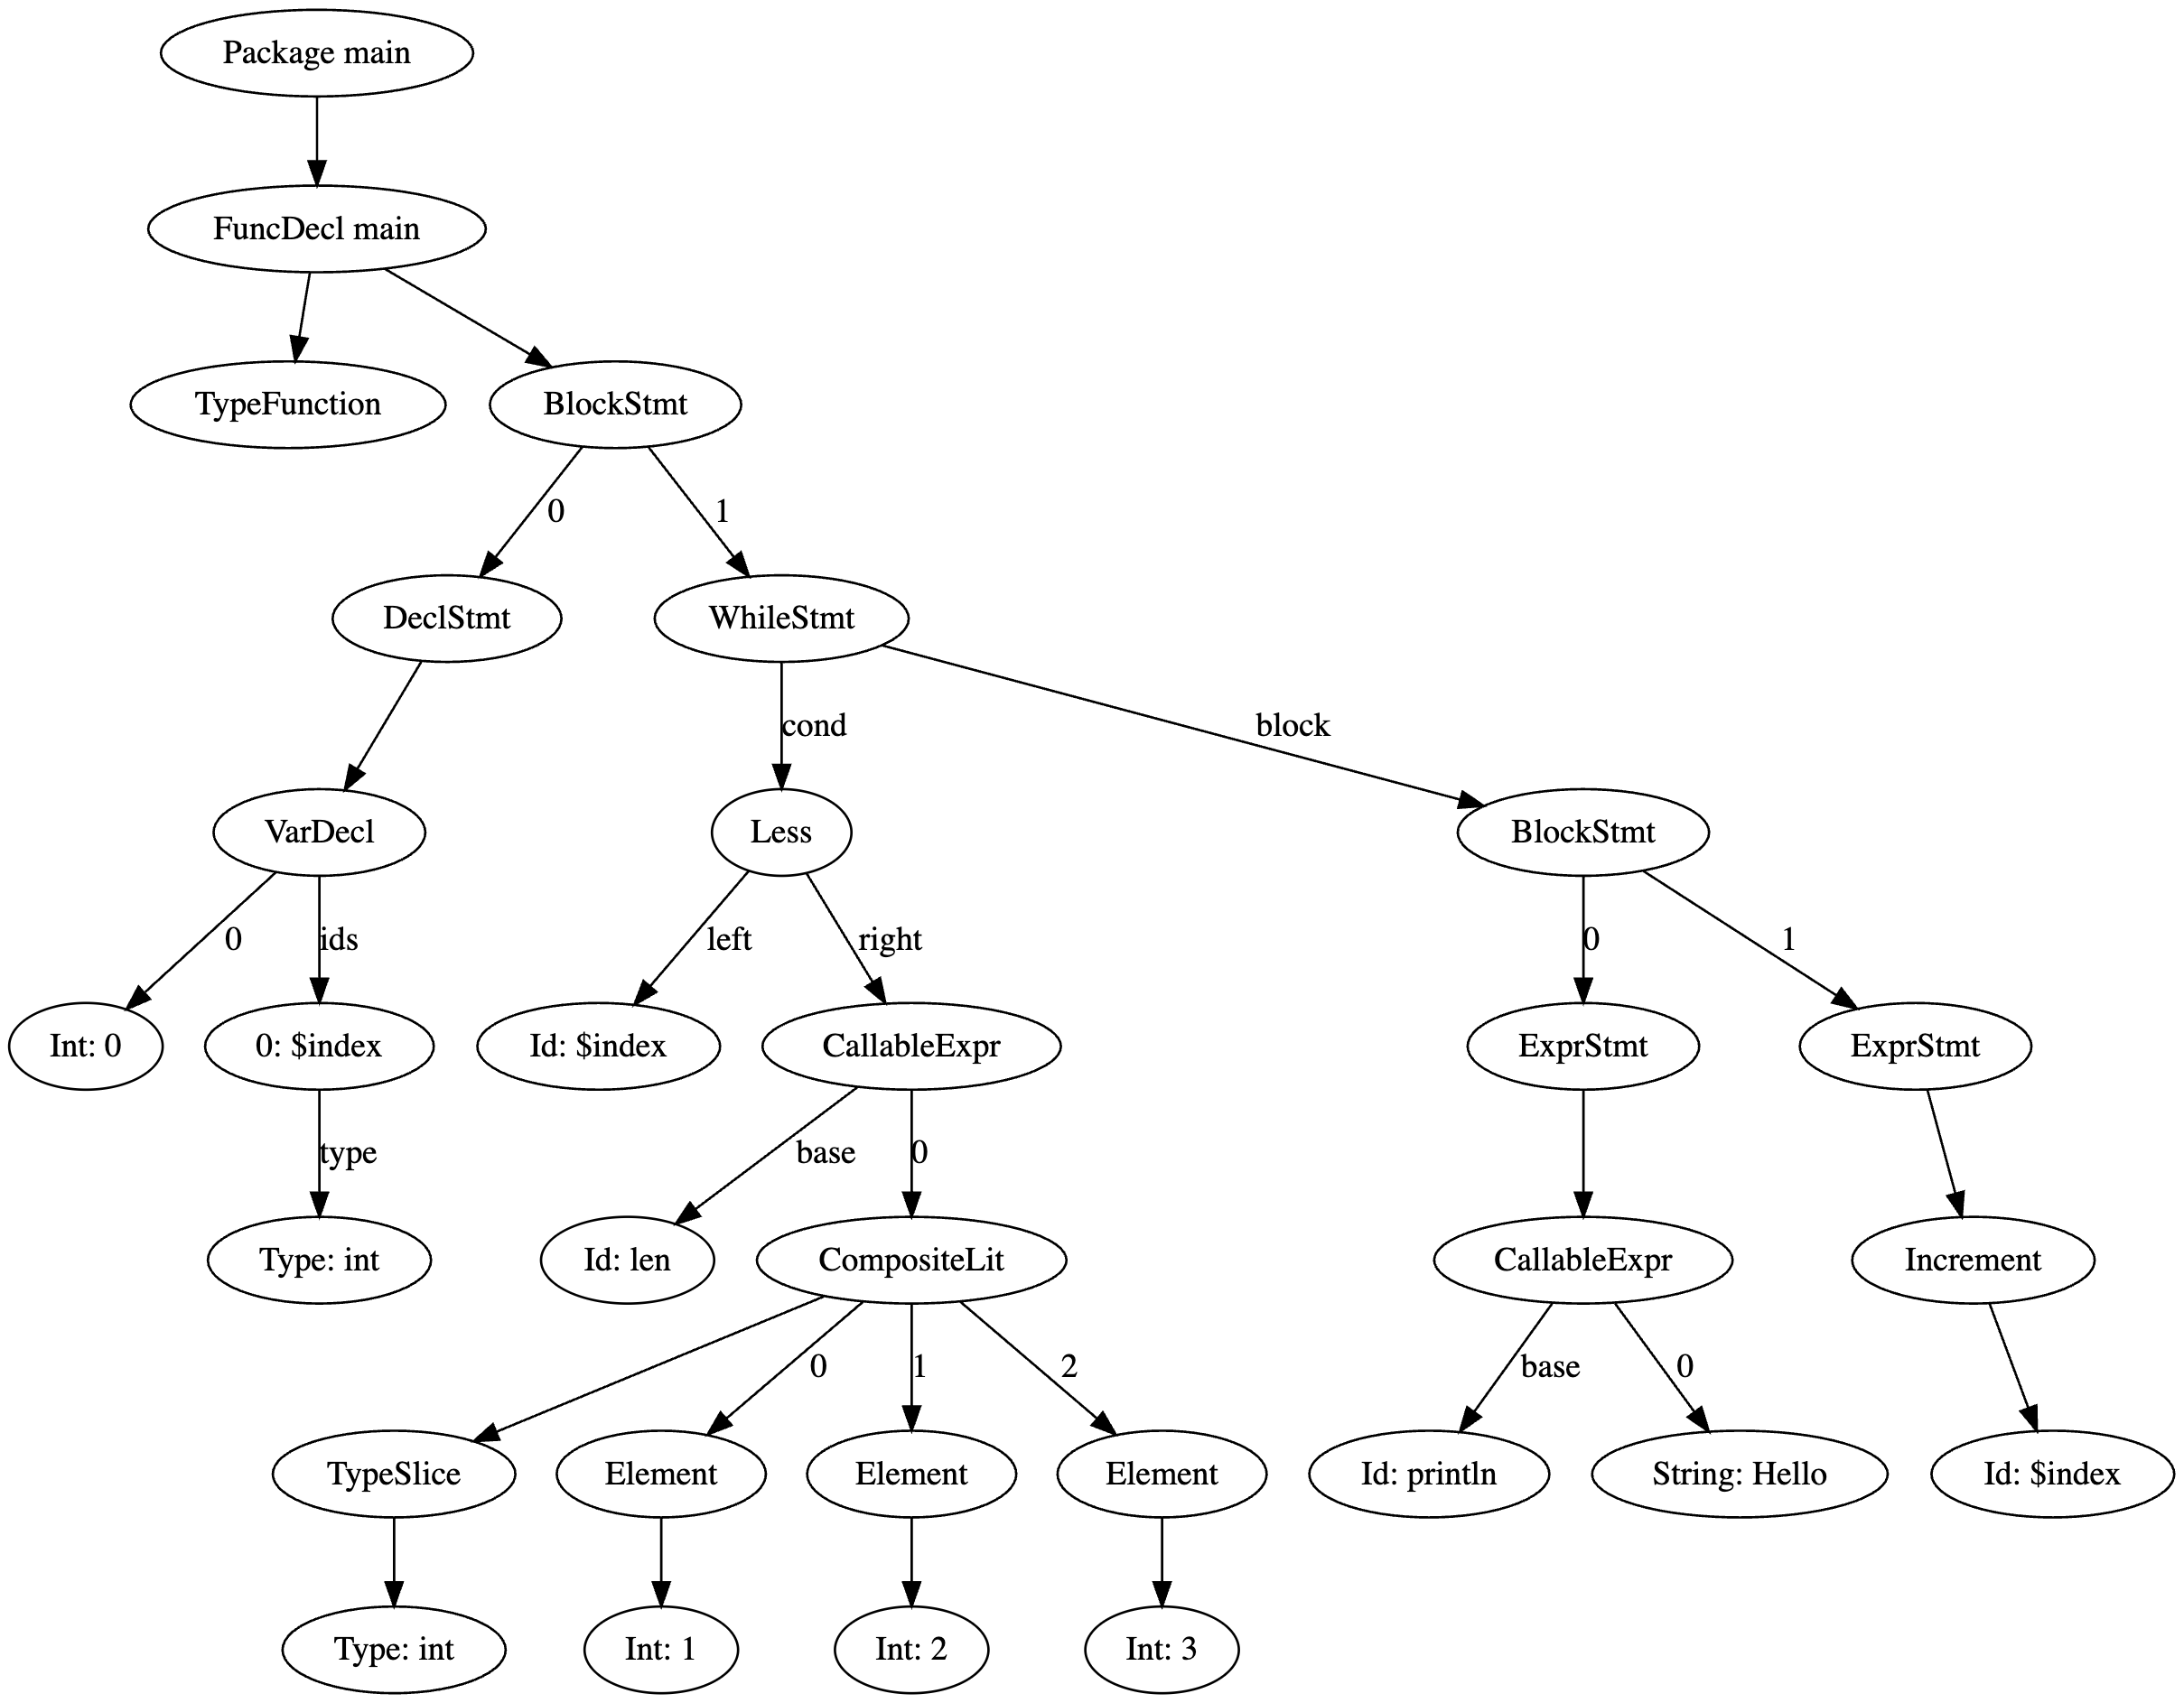 Package main
FuncDecl main
TypeFunction
BlockStmt
0
1
DeclStmt
WhileStmt
cond
block
VarDecl
Less
BlockStmt
0
ids
left
right
0
1
Int: 0
0: $index
Id: $index
CallableExpr
ExprStmt
ExprStmt
type
base
0
Type: int
Id: len
CompositeLit
CallableExpr
Increment
0
1
2
base
0
TypeSlice
Element
Element
Element
Id: println
String: Hello
Id: $index
Type: int
Int: 1
Int: 2
Int: 3